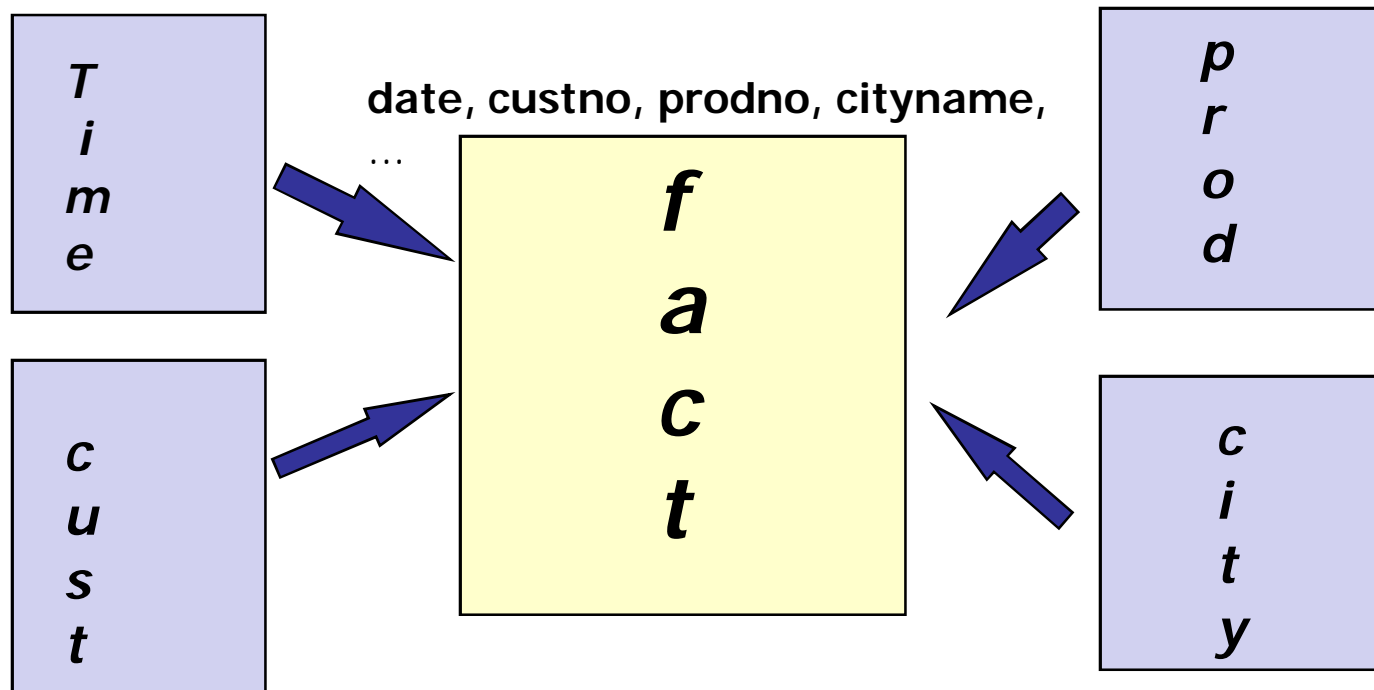 T
i
m
e
date, custno, prodno, cityname,
...
f
a
c
t
p
r
o
d
c
u
s
t
c
i
t
y